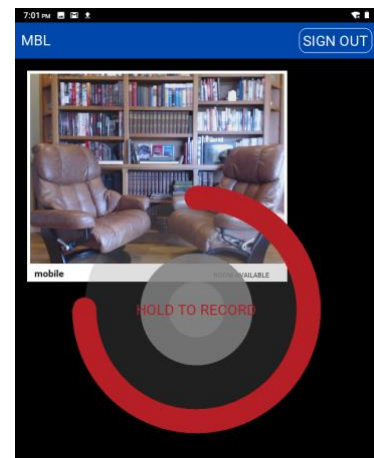 7:01 PM
MBL
SIGN OUT
mobile
ROOM AVAILABLE
HOLD TO RECORD